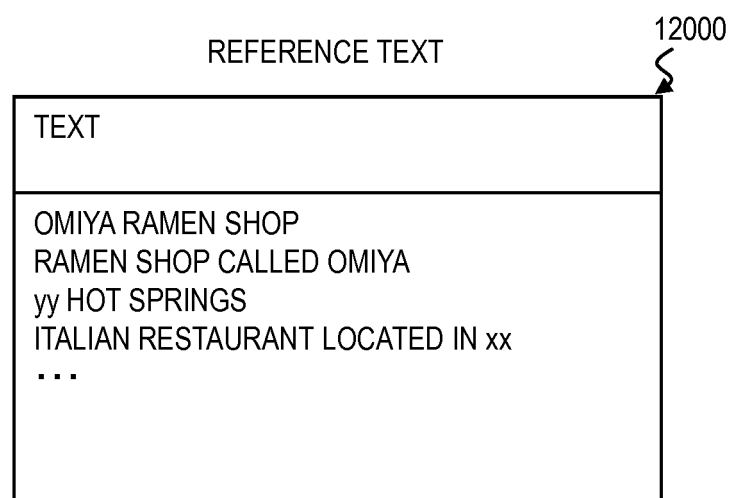 12000
REFERENCE TEXT
TEXT
OMIYA RAMEN SHOP
RAMEN SHOP CALLED OMIYA
yy HOT SPRINGS
ITALIAN RESTAURANT LOCATED IN xx
...